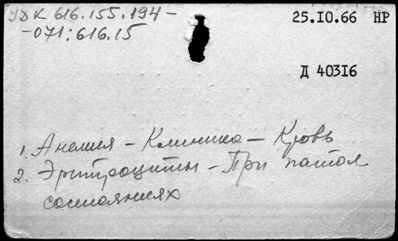 УДК 616.155.194-
-071:616.15
25.10.66 НР
Д 40316
1. Анемия - Клиника - Кровь
2. Эритроциты - При патол
состояниях